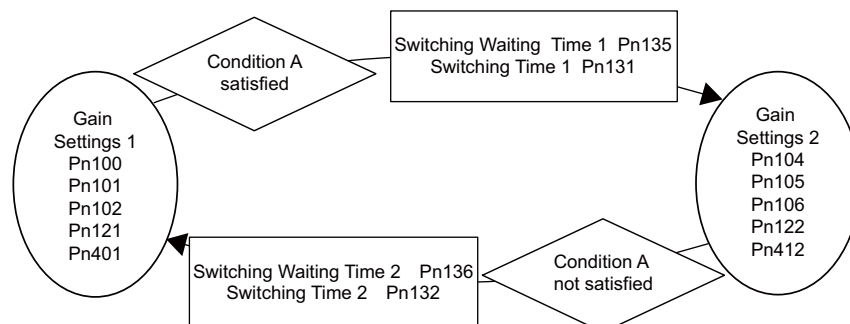 Condition A
satisfied
Switching Waiting Time 1 Pn135
Switching Time 1 Pn131
Gain
Settings 1
Pn100
Pn101
Pn102
Pn121
Pn401
Gain
Settings 2
Pn104
Pn105
Pn106
Pn122
Pn412
Switching Waiting Time 2 Pn136
Switching Time 2 Pn132
Condition A
not satisfied